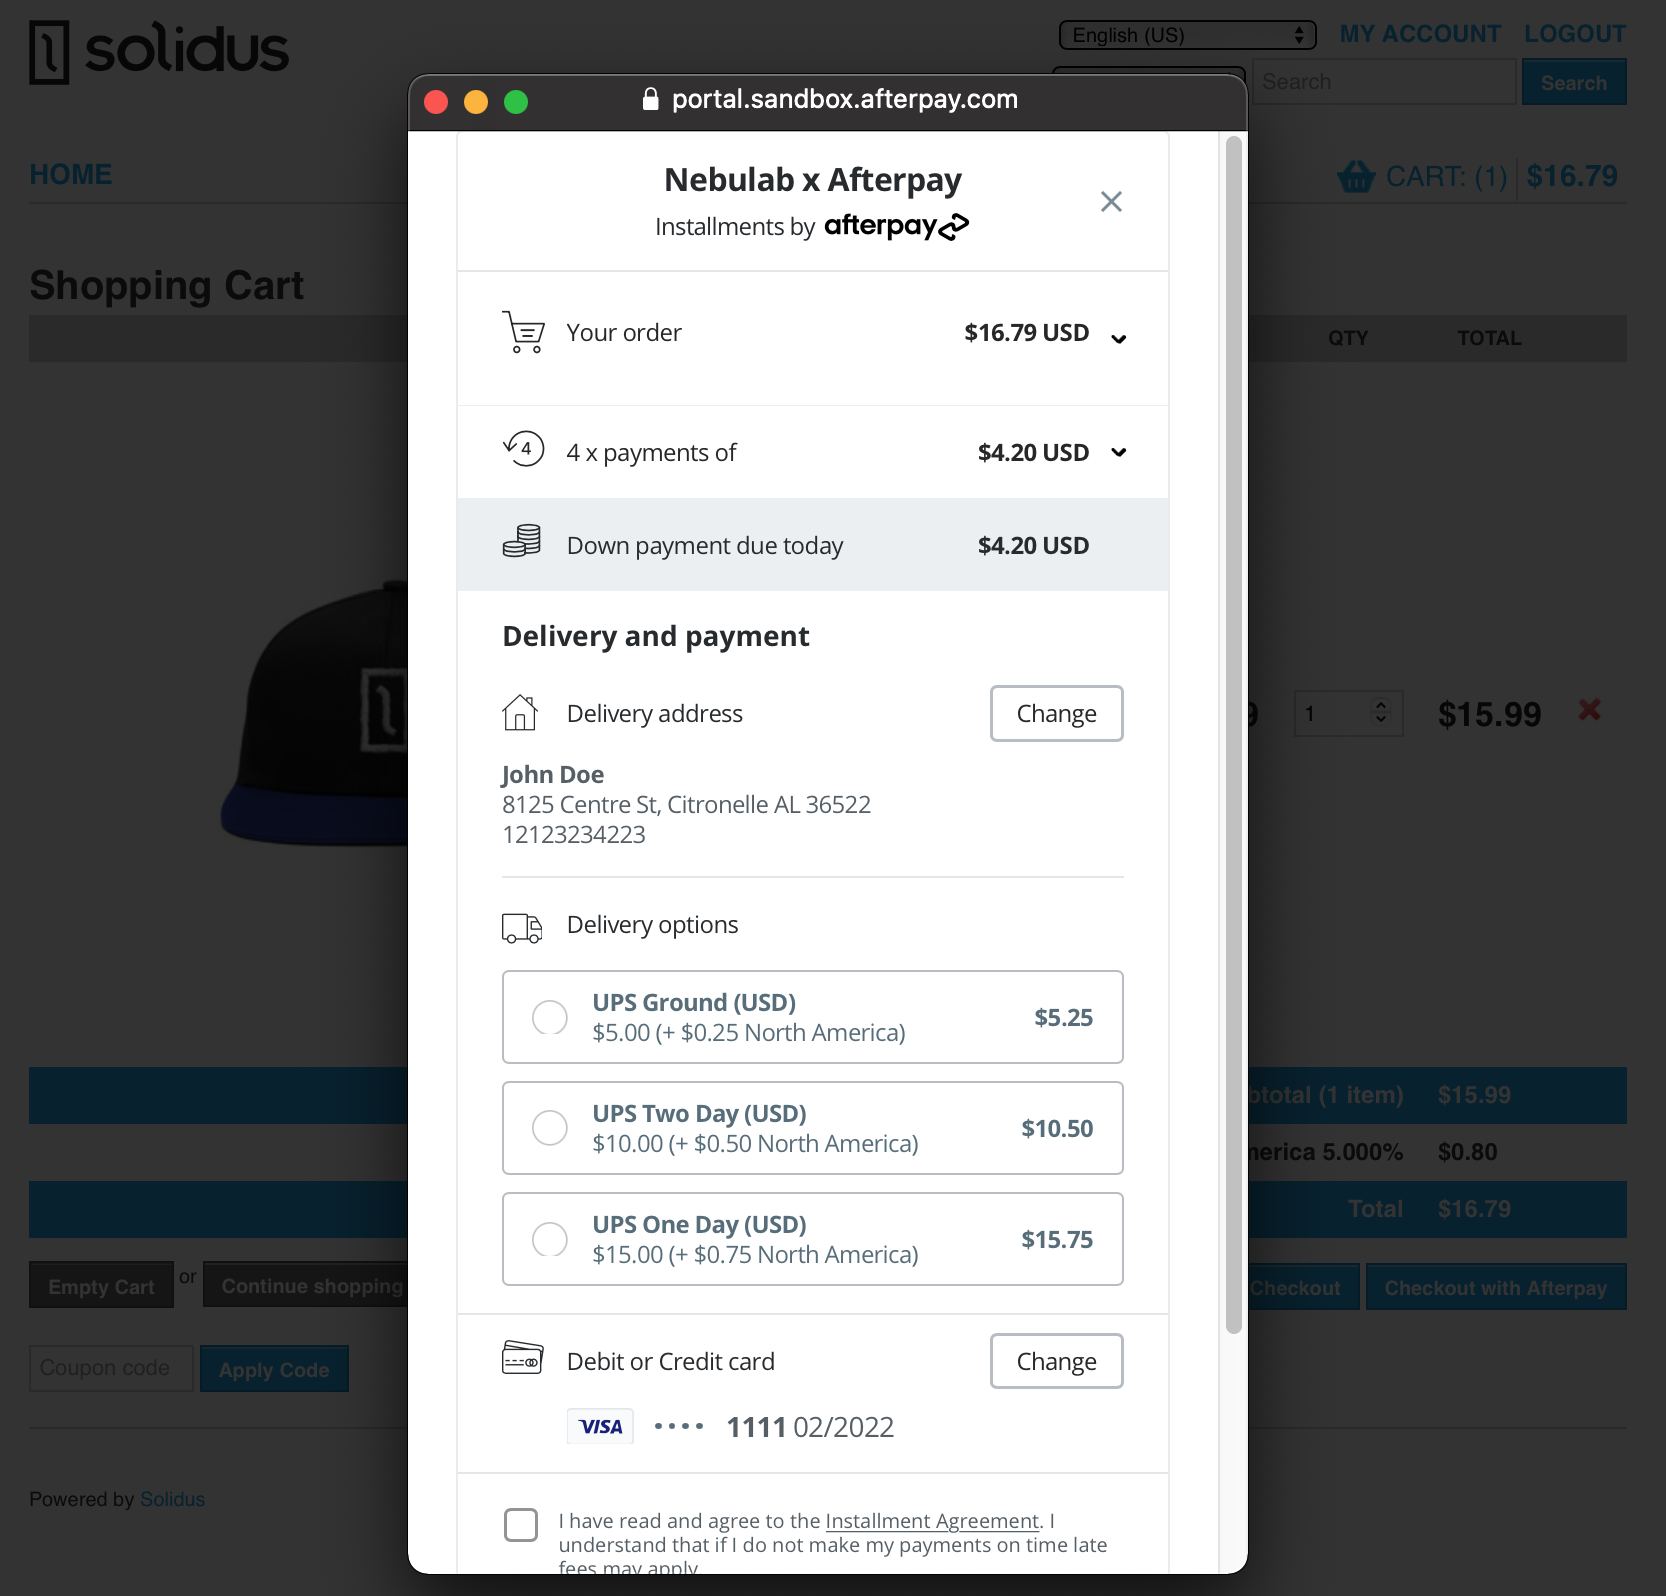 solidus
English (US)
MY ACCOUNT
LOGOUT
Search
Search
HOME
CART: (1)
$16.79
Shopping Cart
QTY
TOTAL
1
$15.99
subtotal (1 item) $15.99
5.000% $0.80
Total $16.79
Empty Cart
or
Continue shopping
Checkout
Checkout with Afterpay
Coupon code
Apply Code
Powered by Solidus
portal.sandbox.afterpay.com
Nebulab x Afterpay
Installments by afterpay
Your order $16.79 USD
4
4 x payments of $4.20 USD
Down payment due today $4.20 USD
Delivery and payment
Delivery address
Change
John Doe
8125 Centre St, Citronelle AL 36522
12123234223
Delivery options
UPS Ground (USD)
$5.00 (+ $0.25 North America)
$5.25
UPS Two Day (USD)
$10.00 (+ $0.50 North America)
$10.50
UPS One Day (USD)
$15.00 (+ $0.75 North America)
$15.75
Debit or Credit card
Change
VISA •••• 1111 02/2022
I have read and agree to the Installment Agreement. I
understand that if I do not make my payments on time late
fees may apply.